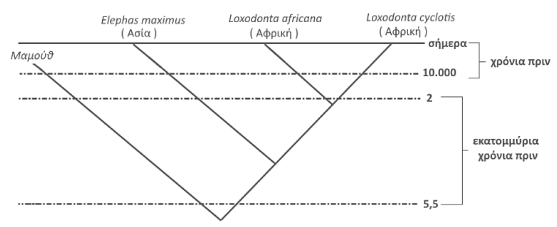 Elephas maximus Loxodonta africana Loxodonta cyclotis
( Ασία ) ( Αφρική ) ( Αφρική )
Μαμούθ
σήμερα
χρόνια πριν
10.000
2
εκατομμύρια
χρόνια πριν
5,5